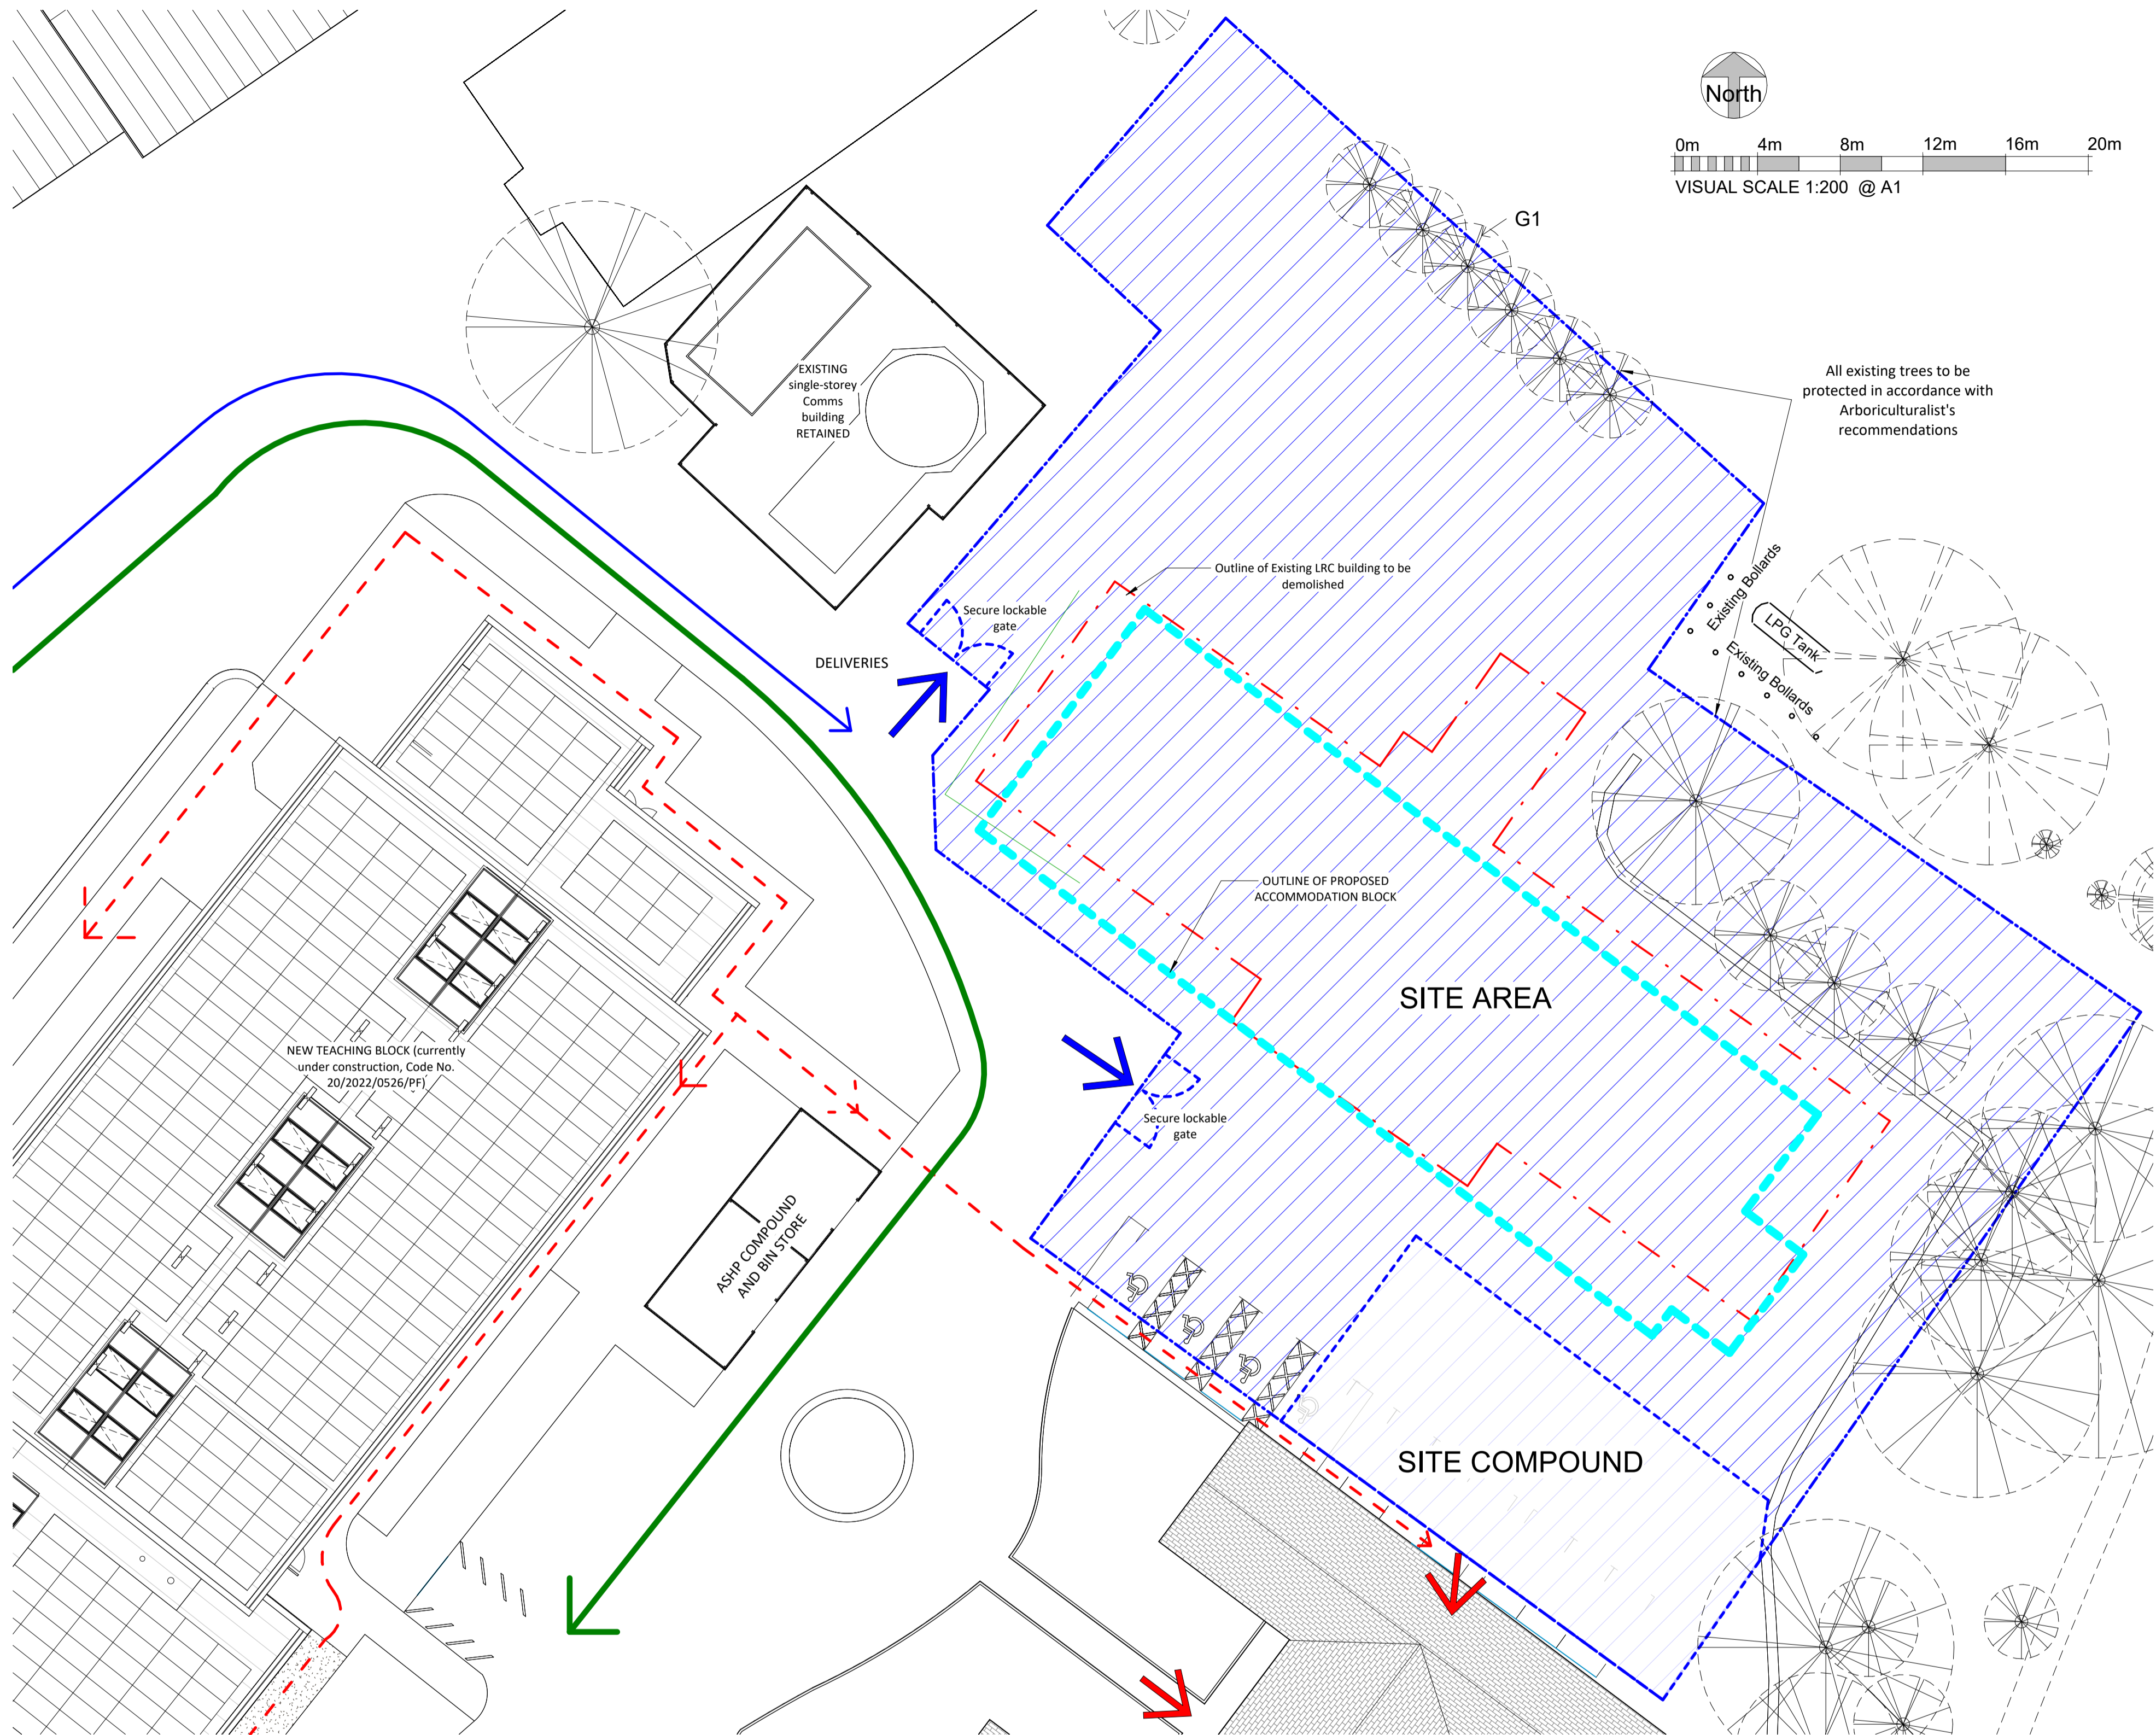 North
0m 4m 8m 12m 16m 20m
VISUAL SCALE 1:200 @ A1
G1
All existing trees to be
protected in accordance with
Arboriculturalist's
recommendations
EXISTING
single-storey
Comms
building
RETAINED
Outline of Existing LRC building to be
demolished
Existing Bollards
LPG Tank
Existing Bollards
Secure lockable
gate
DELIVERIES
OUTLINE OF PROPOSED
ACCOMMODATION BLOCK
SITE AREA
NEW TEACHING BLOCK (currently
under construction, Code No.
20/2022/0526/PF)
Secure lockable
gate
ASHP COMPOUND
AND BIN STORE
SITE COMPOUND